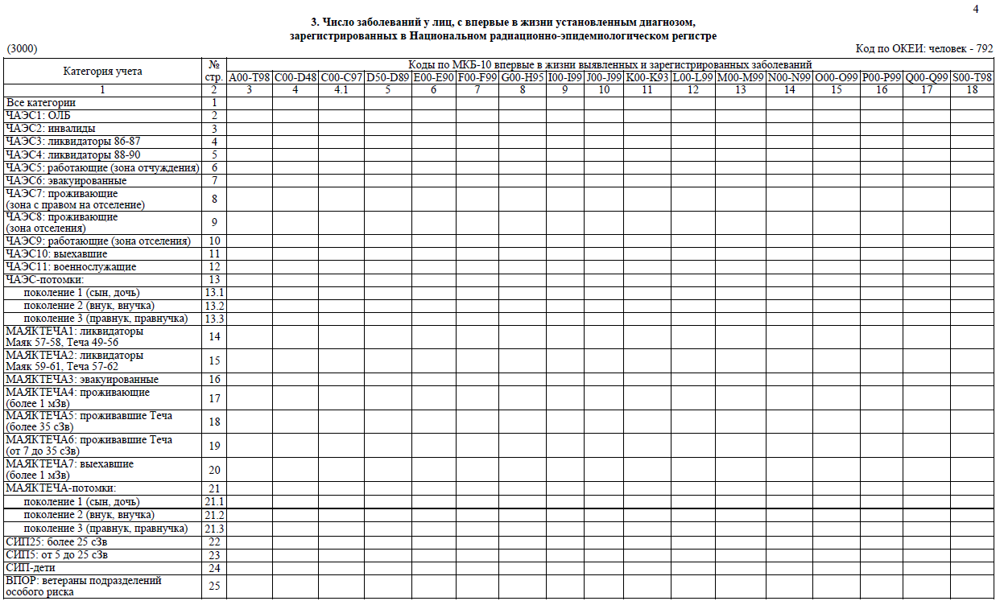 4
3. Число заболеваний у лиц, с впервые в жизни установленным диагнозом,
зарегистрированных в Национальном радиационно-эпидемиологическом регистре
(3000) Код по ОКЕИ: человек - 792
Категория учета № стр. Коды по МКБ-10 впервые в жизни выявленных и зарегистрированных заболеваний
A00-T98 C00-D48 C00-C97 D50-D89 E00-E90 F00-F99 G00-H95 I00-I99 J00-J99 K00-K93 L00-L99 M00-M99 N00-N99 O00-O99 P00-P99 Q00-Q99 S00-T98
1 2 3 4 4.1 5 6 7 8 9 10 11 12 13 14 15 16 17 18
Все категории 1
ЧАЭС1: ОЛБ 2
ЧАЭС2: инвалиды 3
ЧАЭС3: ликвидаторы 86-87 4
ЧАЭС4: ликвидаторы 88-90 5
ЧАЭС5: работающие (зона отчуждения) 6
ЧАЭС6: эвакуированные 7
ЧАЭС7: проживающие
(зона с правом на отселение) 8
ЧАЭС8: проживающие
(зона отселения) 9
ЧАЭС9: работающие (зона отселения) 10
ЧАЭС10: выехавшие 11
ЧАЭС11: военнослужащие 12
ЧАЭС-потомки: 13
поколение 1 (сын, дочь) 13.1
поколение 2 (внук, внучка) 13.2
поколение 3 (правнук, правнучка) 13.3
МАЯКТЕЧА1: ликвидаторы
Маяк 57-58, Теча 49-56 14
МАЯКТЕЧА2: ликвидаторы
Маяк 59-61, Теча 57-62 15
МАЯКТЕЧА3: эвакуированные 16
МАЯКТЕЧА4: проживающие
(более 1 мЗв) 17
МАЯКТЕЧА5: проживавшие Теча
(более 35 сЗв) 18
МАЯКТЕЧА6: проживавшие Теча
(от 7 до 35 сЗв) 19
МАЯКТЕЧА7: выехавшие
(более 1 мЗв) 20
МАЯКТЕЧА-потомки: 21
поколение 1 (сын, дочь) 21.1
поколение 2 (внук, внучка) 21.2
поколение 3 (правнук, правнучка) 21.3
СИП25: более 25 сЗв 22
СИП5: от 5 до 25 сЗв 23
СИП-дети 24
ВПОР: ветераны подразделений
особого риска 25